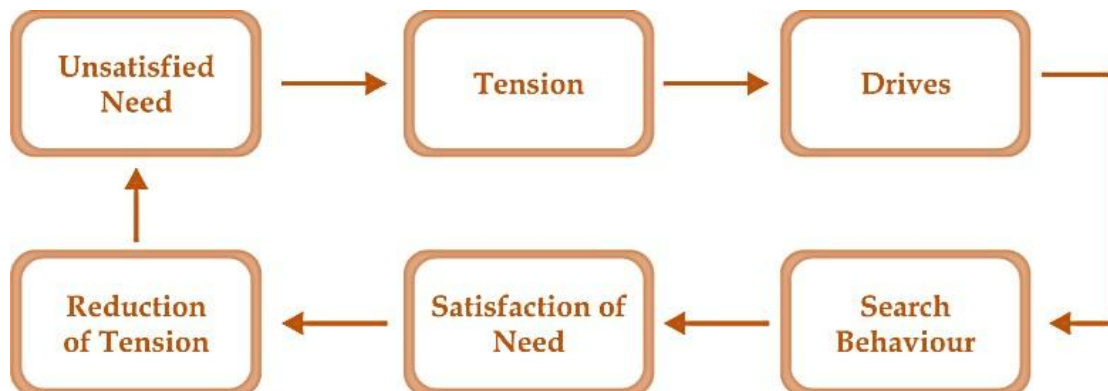 Unsatisfied
Need
Tension
Drives
Reduction
of Tension
Satisfaction of
Need
Search
Behaviour